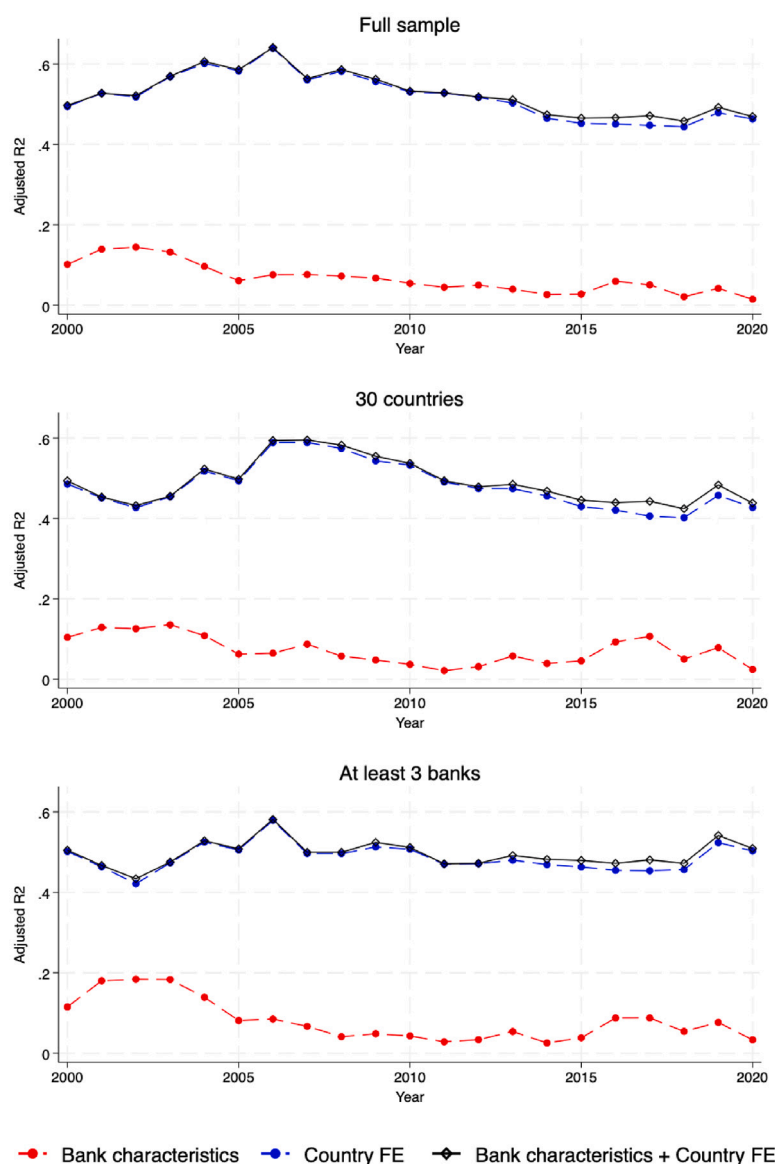 Full sample
.6
.4
.2
0
Adjusted R2
2000 2005 2010 2015 2020
Year
30 countries
.6
.4
.2
0
Adjusted R2
2000 2005 2010 2015 2020
Year
At least 3 banks
.6
.4
.2
0
Adjusted R2
2000 2005 2010 2015 2020
Year
Bank characteristics Country FE Bank characteristics + Country FE